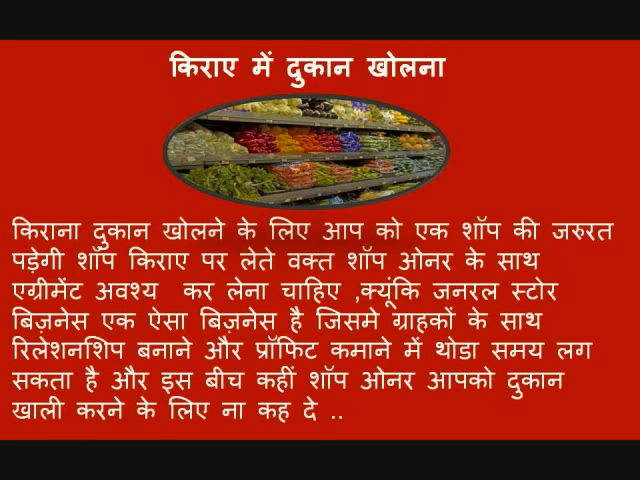 किराए में दुकान खोलना
किराना दुकान खोलने के लिए आप को एक शॉप की जरुरत
पड़ेगी शॉप किराए पर लेते वक्त शॉप ओनर के साथ
एग्रीमेंट अवश्य कर लेना चाहिए ,क्यूंकि जनरल स्टोर
बिज़नेस एक ऐसा बिज़नेस है जिसमे ग्राहकों के साथ
रिलेशनशिप बनाने और प्रॉफिट कमाने में थोडा समय लग
सकता है और इस बीच कहीं शॉप ओनर आपको दुकान
खाली करने के लिए ना कह दे ..